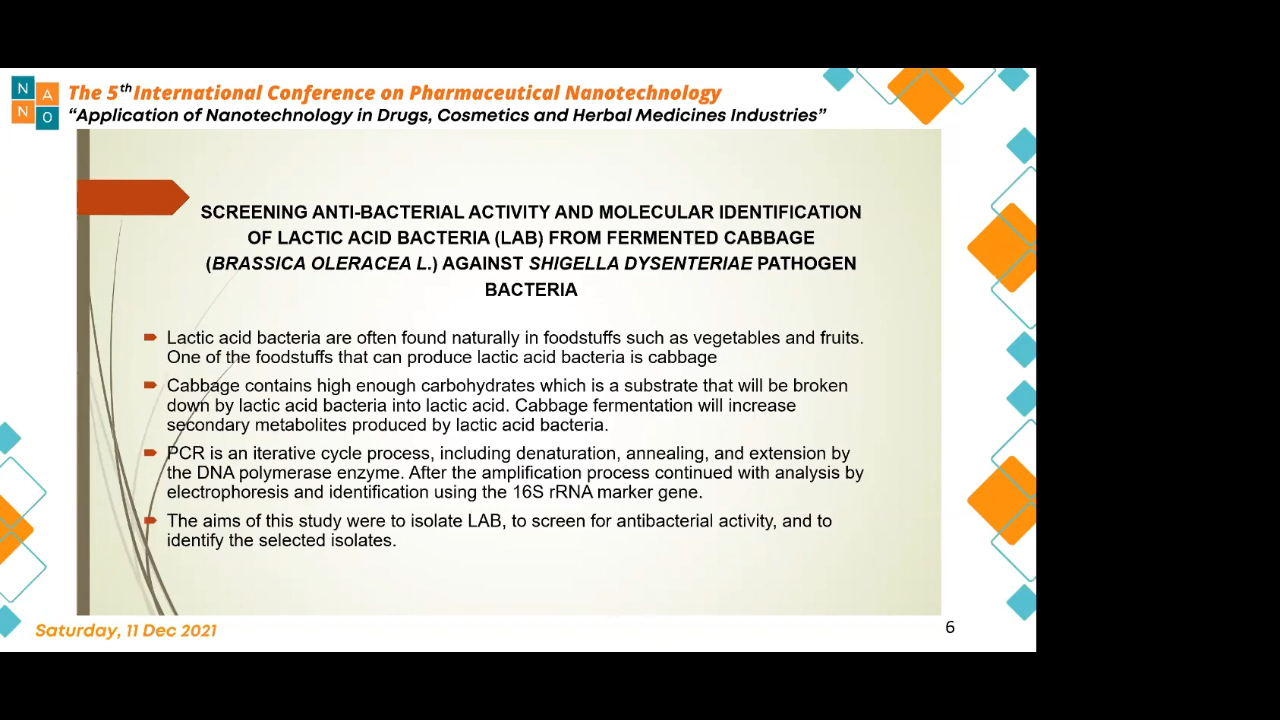 N A
N O
The 5th International Conference on Pharmaceutical Nanotechnology
“Application of Nanotechnology in Drugs, Cosmetics and Herbal Medicines Industries”
SCREENING ANTI-BACTERIAL ACTIVITY AND MOLECULAR IDENTIFICATION
OF LACTIC ACID BACTERIA (LAB) FROM FERMENTED CABBAGE
(BRASSICA OLERACEA L.) AGAINST SHIGELLA DYSENTERIAE PATHOGEN
BACTERIA
Lactic acid bacteria are often found naturally in foodstuffs such as vegetables and fruits.
One of the foodstuffs that can produce lactic acid bacteria is cabbage
Cabbage contains high enough carbohydrates which is a substrate that will be broken
down by lactic acid bacteria into lactic acid. Cabbage fermentation will increase
secondary metabolites produced by lactic acid bacteria.
PCR is an iterative cycle process, including denaturation, annealing, and extension by
the DNA polymerase enzyme. After the amplification process continued with analysis by
electrophoresis and identification using the 16S rRNA marker gene.
The aims of this study were to isolate LAB, to screen for antibacterial activity, and to
identify the selected isolates.
Saturday, 11 Dec 2021
6